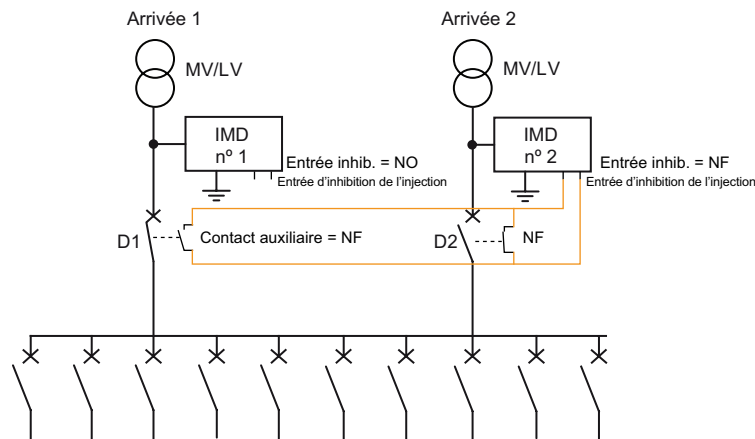 Arrivée 1
Arrivée 2
MV/LV
MV/LV
IMD
nº 1
IMD
nº 2
Entrée inhib. = NO
Entrée d'inhibition de l'injection
Entrée inhib. = NF
Entrée d'inhibition de l'injection
D1
Contact auxiliaire = NF
D2
NF